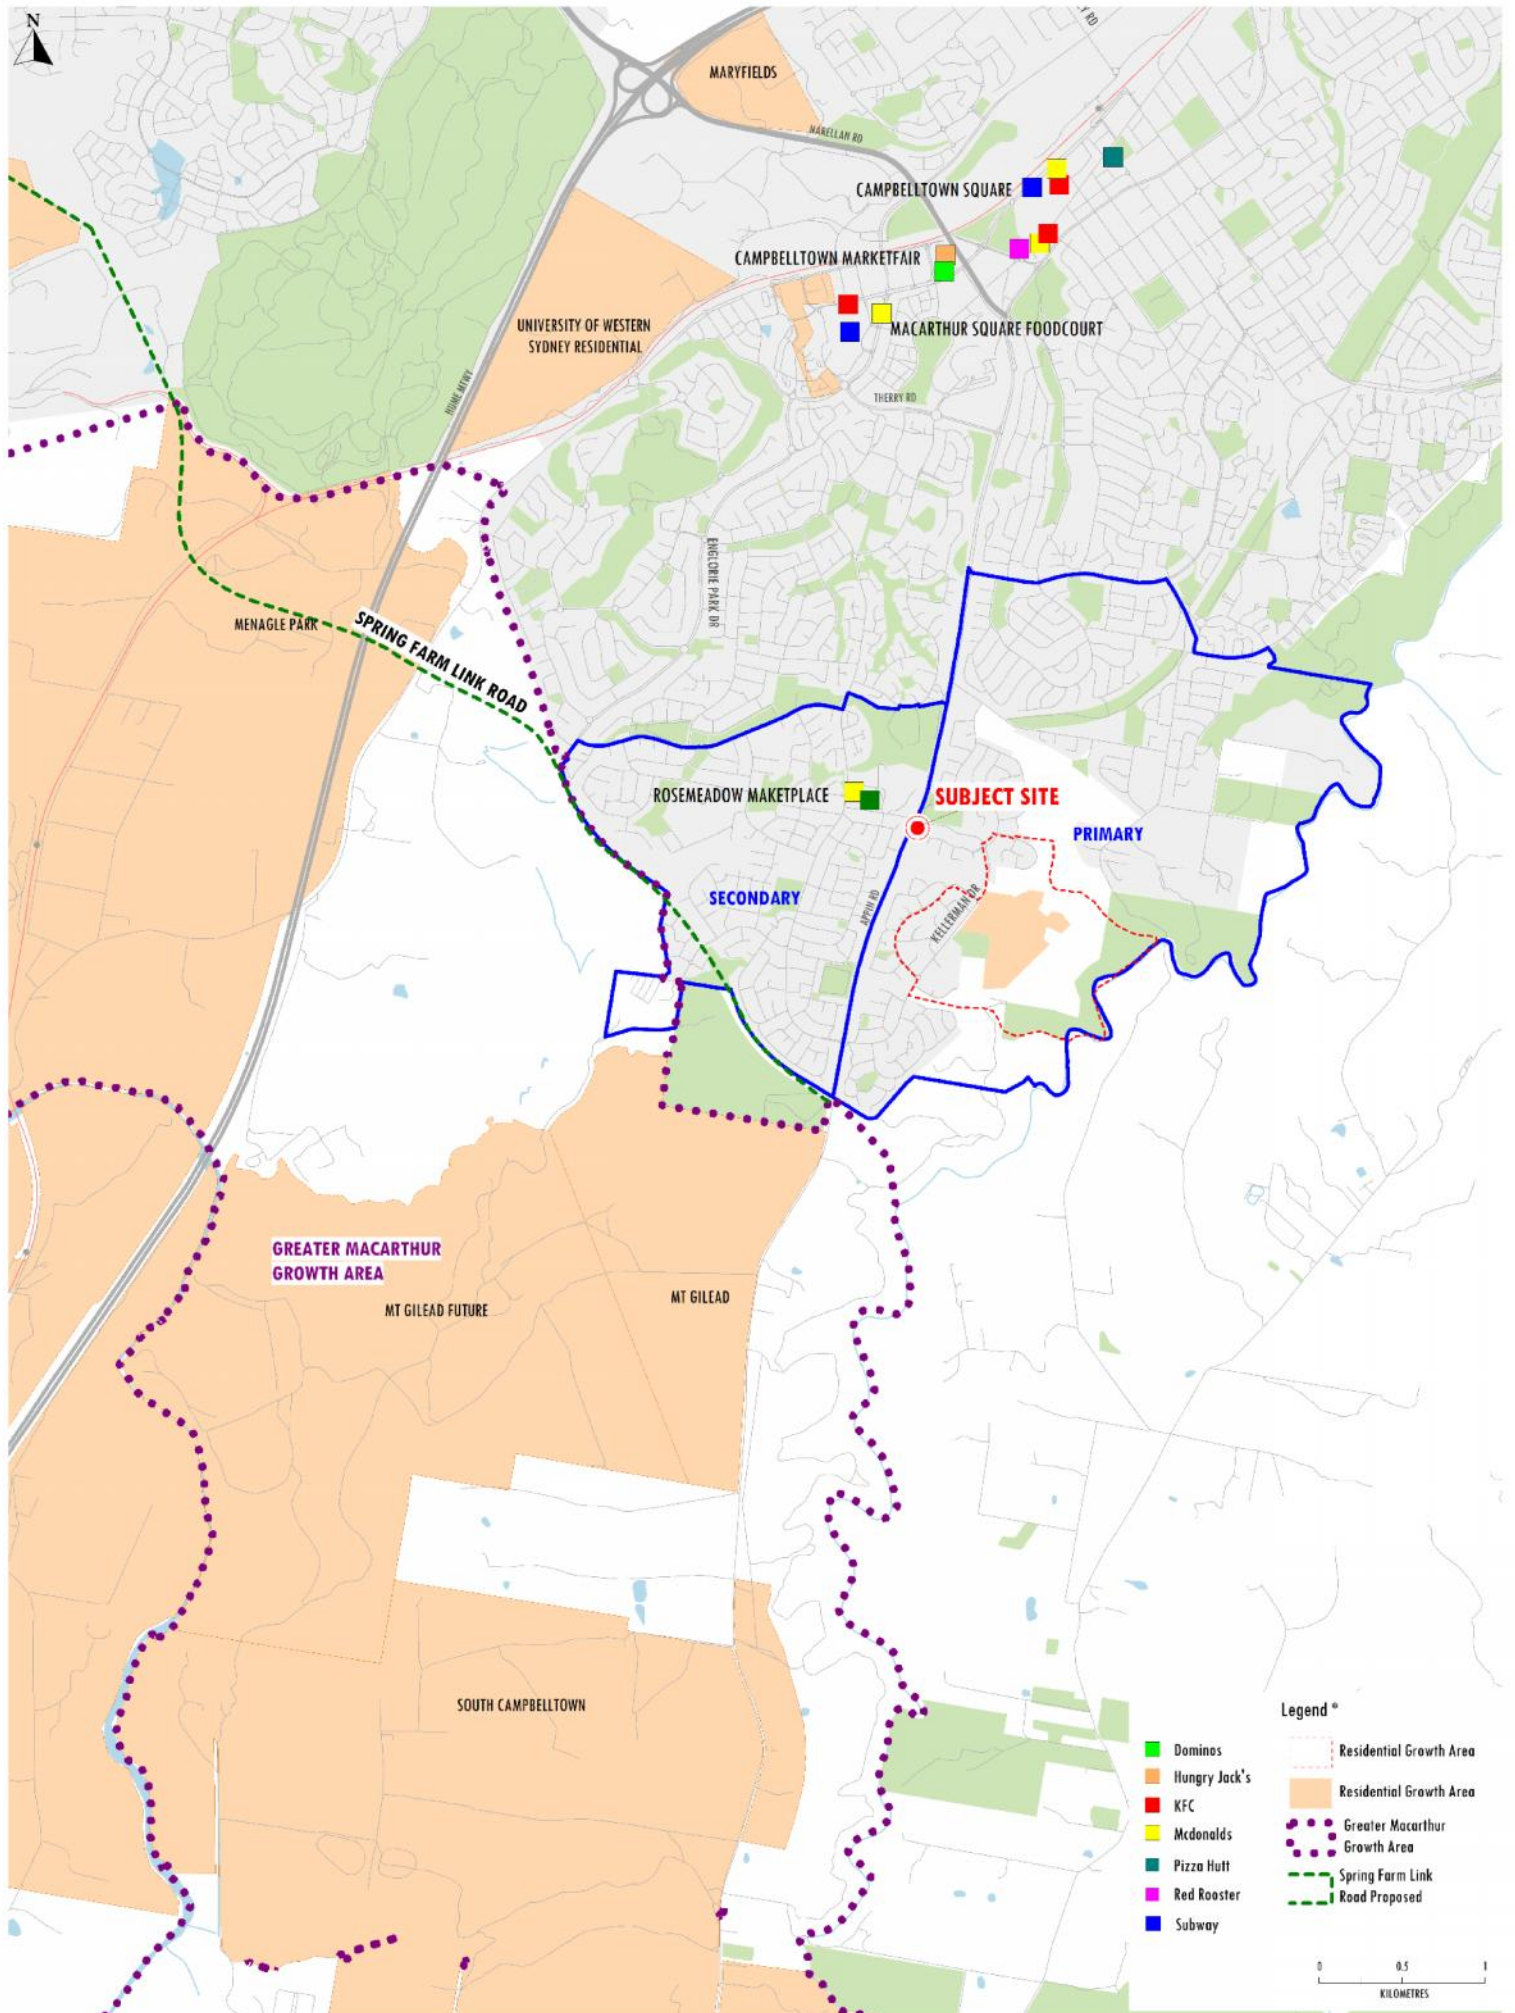 N
Y RD
MARYFIELDS
NARELLAN RD
CAMPBELLTOWN SQUARE
CAMPBELLTOWN MARKETFAIR
UNIVERSITY OF WESTERN
SYDNEY RESIDENTIAL
MACARTHUR SQUARE FOODCOURT
HUME MTWY
THERRY RD
ENGLORIE PARK DR
MENAGLE PARK
SPRING FARM LINK ROAD
ROSEMEADOW MAKETPLACE
SUBJECT SITE
PRIMARY
SECONDARY
APPIN RD
KELLERMAN DR
GREATER MACARTHUR
GROWTH AREA
MT GILEAD FUTURE
MT GILEAD
SOUTH CAMPBELLTOWN
Legend *
Dominos
Hungry Jack's
KFC
Mcdonalds
Pizza Hutt
Red Rooster
Subway
Residential Growth Area
Residential Growth Area
Greater Macarthur
Growth Area
Spring Farm Link
Road Proposed
0 0.5 1
KILOMETRES